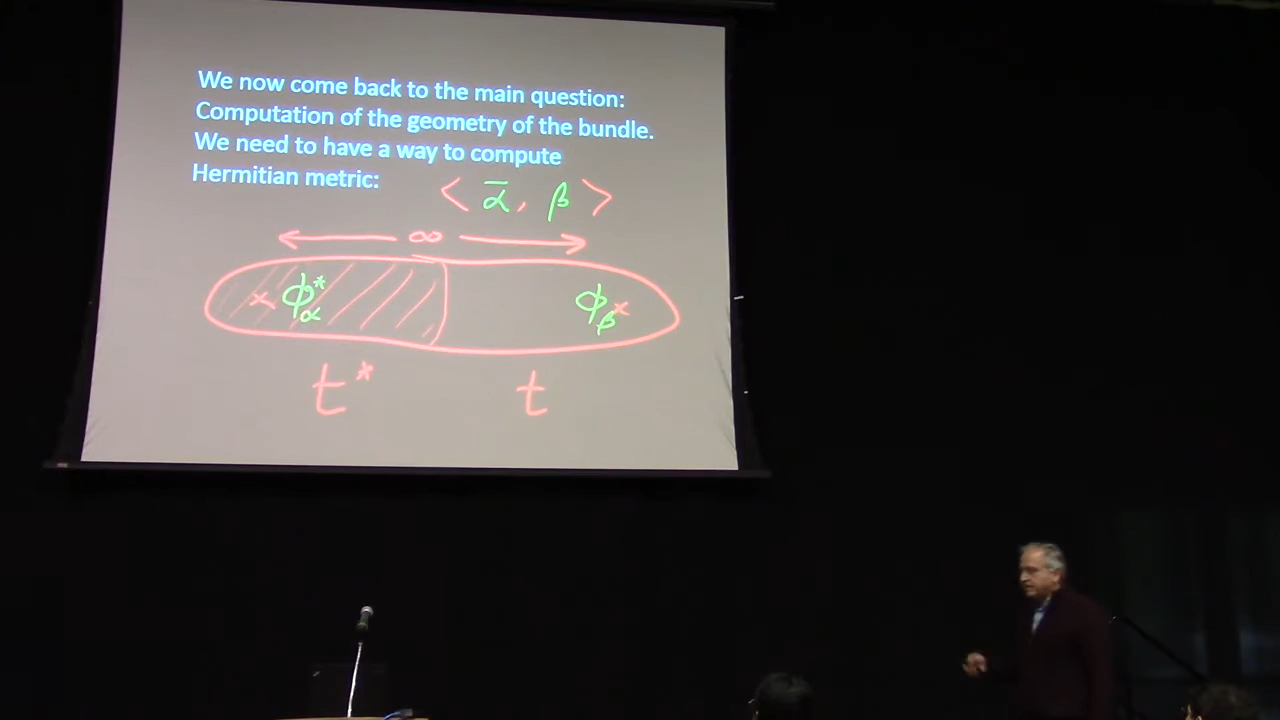 We now come back to the main question:
Computation of the geometry of the bundle.
We need to have a way to compute
Hermitian metric:
< ᾱ, β >
∞
× ϕ*α ϕβ ×
t* t